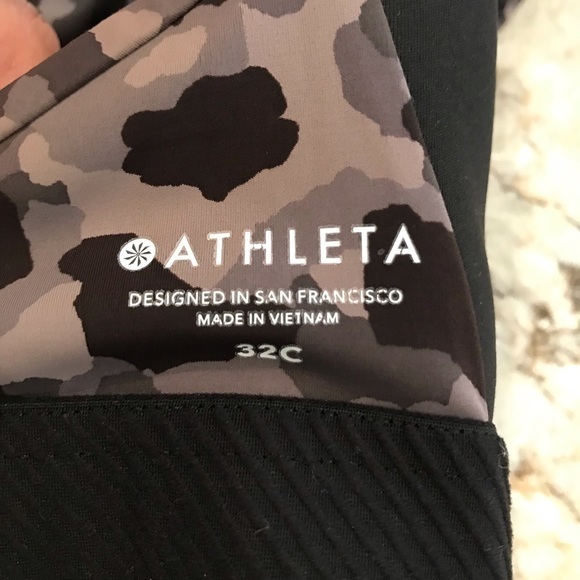 ATHLETA
DESIGNED IN SAN FRANCISCO
MADE IN VIETNAM
32C